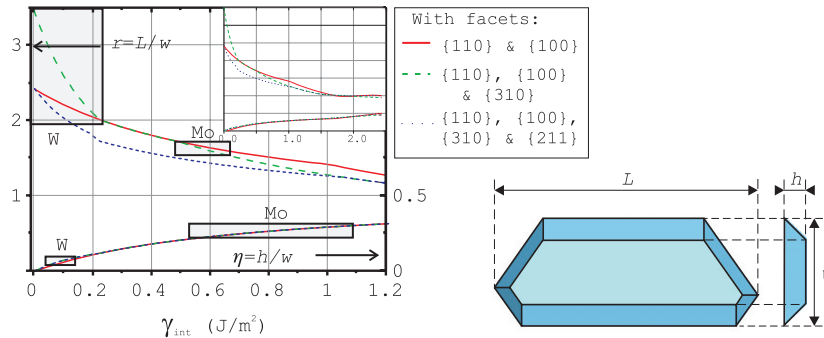 3
2
1
0
r=L/w
W
Mo
0.0
1.0
2.0
Mo
W
η=h/w
0.5
0
0
0.2
0.4
0.6
0.8
1
1.2
γint (J/m²)
With facets:
{110} & {100}
{110}, {100}
& {310}
{110}, {100},
{310} & {211}
L
h